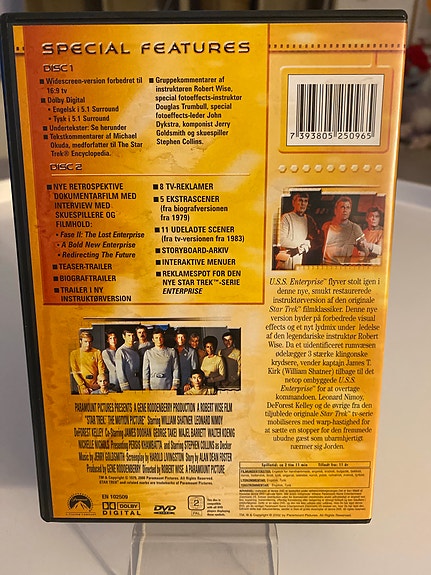 SPECIAL FEATURES
DISC 1
Widescreen-version forbedret til
16:9 tv
Dolby Digital
• Engelsk i 5.1 Surround
• Tysk i 5.1 Surround
Undertekster: Se herunder
Tekstkommentarer af Michael
Okuda, medforfatter til The Star
Trek® Encyclopedia.
Gruppekommentarer af
instruktøren Robert Wise,
special fotoeffects-instruktør
Douglas Trumbull, special
fotoeffects-leder John
Dykstra, komponist Jerry
Goldsmith og skuespiller
Stephen Collins.
DISC 2
NYE RETROSPEKTIVE
DOKUMENTARFILM MED
INTERVIEW MED
SKUESPILLERE OG
FILMHOLD:
• Fase II: The Lost Enterprise
• A Bold New Enterprise
• Redirecting The Future
TEASER-TRAILER
BIOGRAFTRAILER
TRAILER I NY
INSTRUKTØRVERSION
8 TV-REKLAMER
5 EKSTRASCENER
(fra biografversionen
fra 1979)
11 UDELADTE SCENER
(fra tv-versionen fra 1983)
STORYBOARD-ARKIV
INTERAKTIVE MENUER
REKLAMESPOT FOR DEN
NYE STAR TREK™-SERIE
ENTERPRISE
7 393805 250965
U.S.S. Enterprise™ flyver stolt igen i
denne nye, smukt restaurerede
instruktørversion af den originale
Star Trek™ filmklassiker. Denne nye
version byder på forbedrede visual
effects og et nyt lydmix under ledelse
af den legendariske instruktør Robert
Wise. Da et uidentificeret rumvæsen
ødelægger 3 stærke klingonske
krydsere, vender kaptajn James T.
Kirk (William Shatner) tilbage til det
netop ombyggede U.S.S.
Enterprise™ for at overtage
kommandoen. Leonard Nimoy,
DeForest Kelley og de øvrige fra den
tiljublede originale Star Trek™ tv-serie
mobiliseres med warp-hastighed for
at sætte en stopper for den fremmede
ubudne gæst som ubarmhjertigt
nærmer sig Jorden.
PARAMOUNT PICTURES PRESENTS A GENE RODDENBERRY PRODUCTION A ROBERT WISE FILM
"STAR TREK: THE MOTION PICTURE" Starring WILLIAM SHATNER LEONARD NIMOY
DeFOREST KELLEY Co-Starring JAMES DOOHAN GEORGE TAKEI MAJEL BARRETT WALTER KOENIG
NICHELLE NICHOLS Presenting PERSIS KHAMBATTA and Starring STEPHEN COLLINS as Decker
Music by JERRY GOLDSMITH Screenplay by HAROLD LIVINGSTON Story by ALAN DEAN FOSTER
Produced by GENE RODDENBERRY Directed by ROBERT WISE A PARAMOUNT PICTURE
EN 102509
DOLBY
DIGITAL
DVD
VIDEO
2
PAL